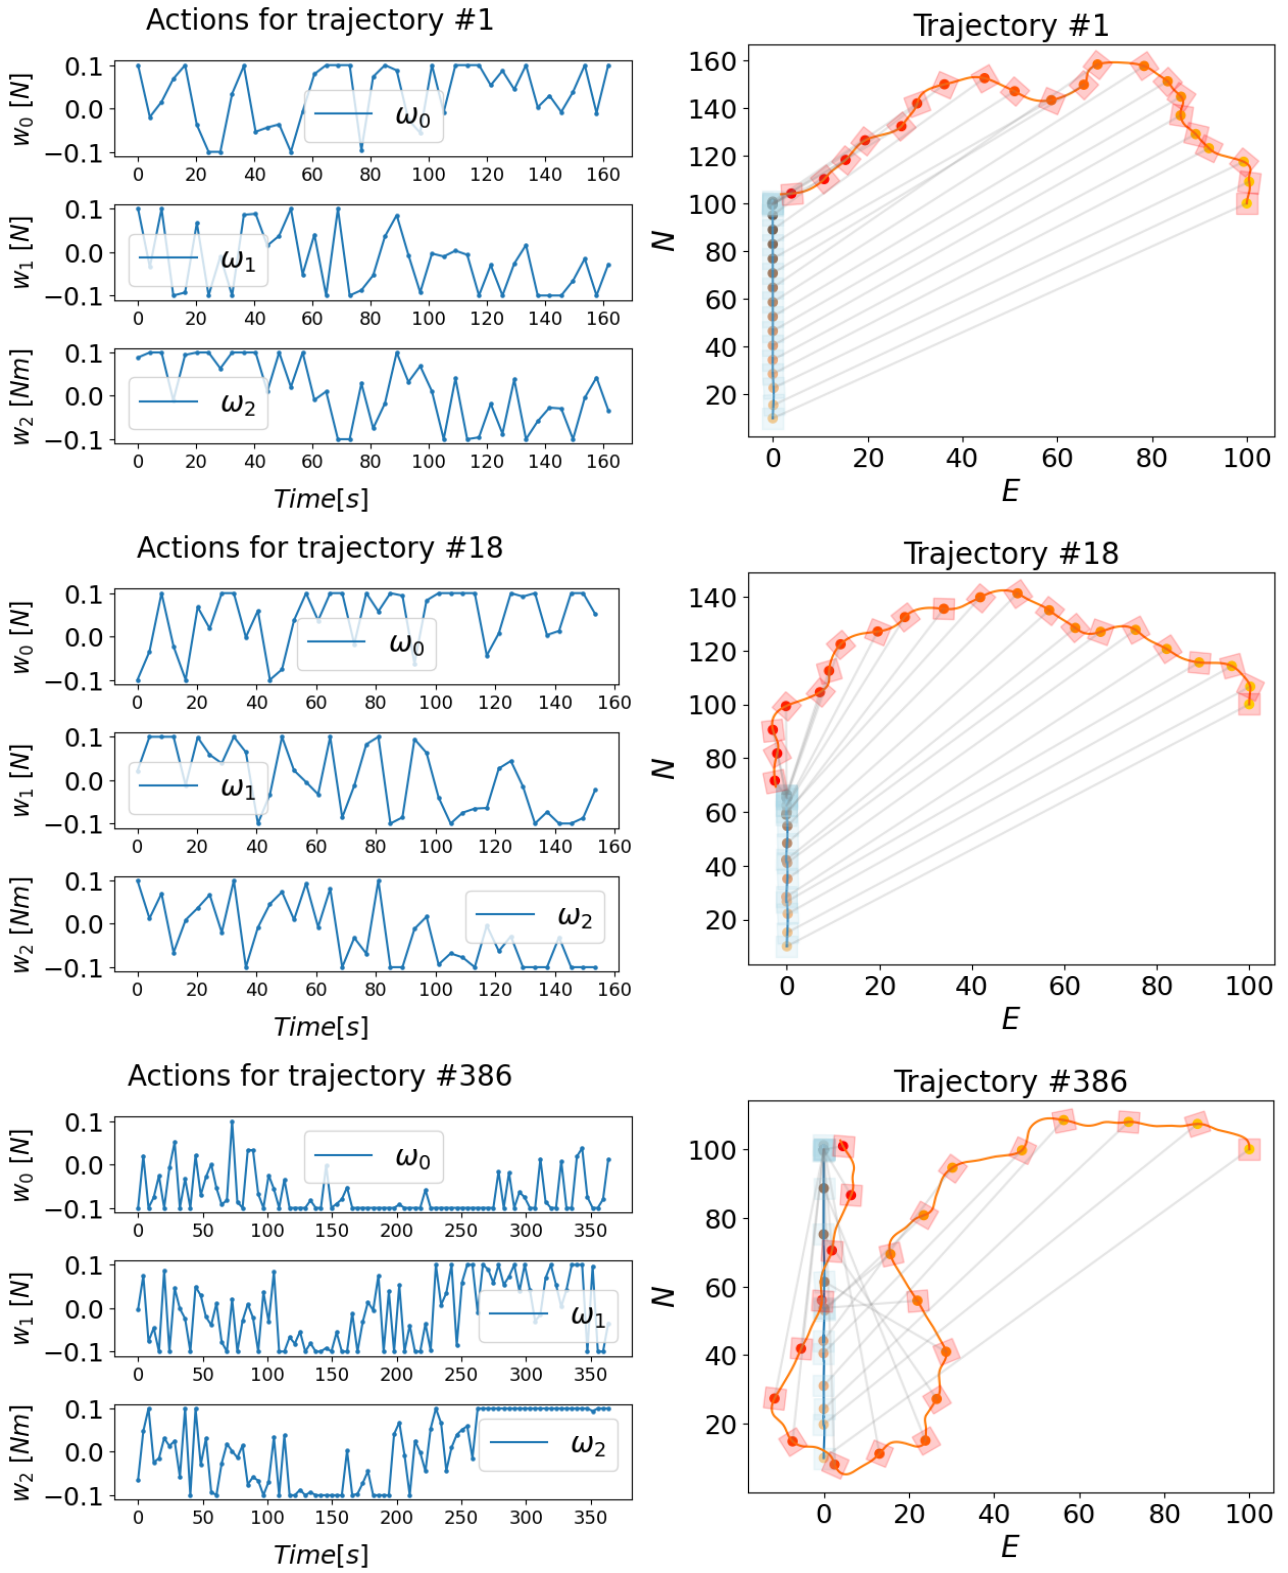 Actions for trajectory #1
w₀ [N]
0.1
0.0
−0.1
ω₀
0 20 40 60 80 100 120 140 160
w₁ [N]
0.1
0.0
−0.1
ω₁
0 20 40 60 80 100 120 140 160
w₂ [Nm]
0.1
0.0
−0.1
ω₂
0 20 40 60 80 100 120 140 160
Time[s]
Trajectory #1
N
160
140
120
100
80
60
40
20
0 20 40 60 80 100
E
Actions for trajectory #18
w₀ [N]
0.1
0.0
−0.1
ω₀
0 20 40 60 80 100 120 140 160
w₁ [N]
0.1
0.0
−0.1
ω₁
0 20 40 60 80 100 120 140 160
w₂ [Nm]
0.1
0.0
−0.1
ω₂
0 20 40 60 80 100 120 140 160
Time[s]
Trajectory #18
N
140
120
100
80
60
40
20
0 20 40 60 80 100
E
Actions for trajectory #386
w₀ [N]
0.1
0.0
−0.1
ω₀
0 50 100 150 200 250 300 350
w₁ [N]
0.1
0.0
−0.1
ω₁
0 50 100 150 200 250 300 350
w₂ [Nm]
0.1
0.0
−0.1
ω₂
0 50 100 150 200 250 300 350
Time[s]
Trajectory #386
N
100
80
60
40
20
0 20 40 60 80 100
E